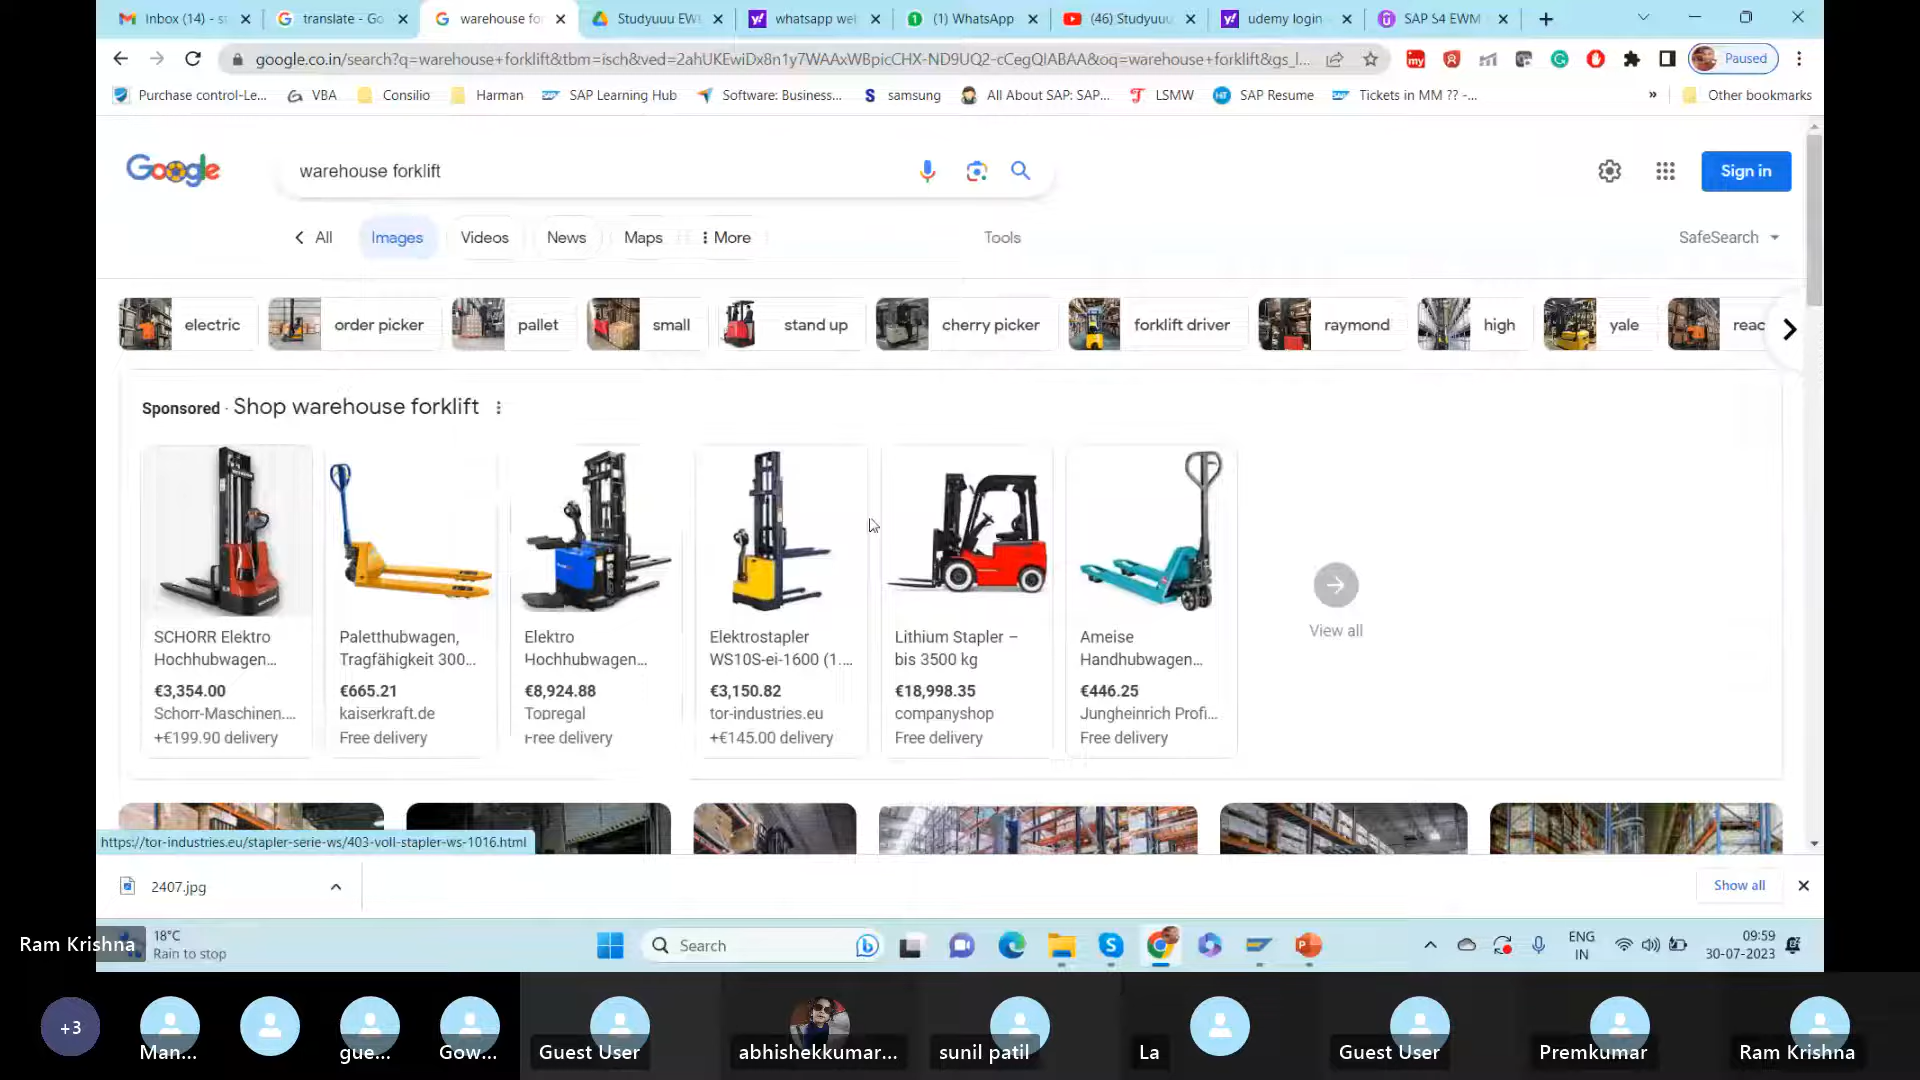 Inbox (14) - s
translate - Go
warehouse fo
Studyuuu EW
whatsapp we
(1) WhatsApp
(46) Studyuu
udemy login
SAP S4 EWM
google.co.in/search?q=warehouse+forklift&tbm=isch&ved=2ahUKEwiDx8n1y7WAAxWBpicCHX-ND9UQ2-cCegQIABAA&oq=warehouse+forklift&gs_l...
Paused
Purchase control-Le...
VBA
Consilio
Harman
SAP Learning Hub
Software: Business...
samsung
All About SAP: SAP...
LSMW
SAP Resume
Tickets in MM ?? -...
»
Other bookmarks
Google
warehouse forklift
Sign in
All
Images
Videos
News
Maps
More
Tools
SafeSearch
electric
order picker
pallet
small
stand up
cherry picker
forklift driver
raymond
high
yale
reac
Sponsored · Shop warehouse forklift
SCHORR Elektro
Hochhubwagen...
€3,354.00
Schorr-Maschinen....
+€199.90 delivery
Paletthubwagen,
Tragfähigkeit 300...
€665.21
kaiserkraft.de
Free delivery
Elektro
Hochhubwagen...
€8,924.88
Topregal
Free delivery
Elektrostapler
WS10S-ei-1600 (1....
€3,150.82
tor-industries.eu
+€145.00 delivery
Lithium Stapler –
bis 3500 kg
€18,998.35
companyshop
Free delivery
Ameise
Handhubwagen...
€446.25
Jungheinrich Profi...
Free delivery
View all
https://tor-industries.eu/stapler-serie-ws/403-voll-stapler-ws-1016.html
2407.jpg
Show all
Ram Krishna
18°C
Rain to stop
Search
ENG
IN
09:59
30-07-2023
+3
Man...
gue...
Gow...
Guest User
abhishekkumar...
sunil patil
La
Guest User
Premkumar
Ram Krishna